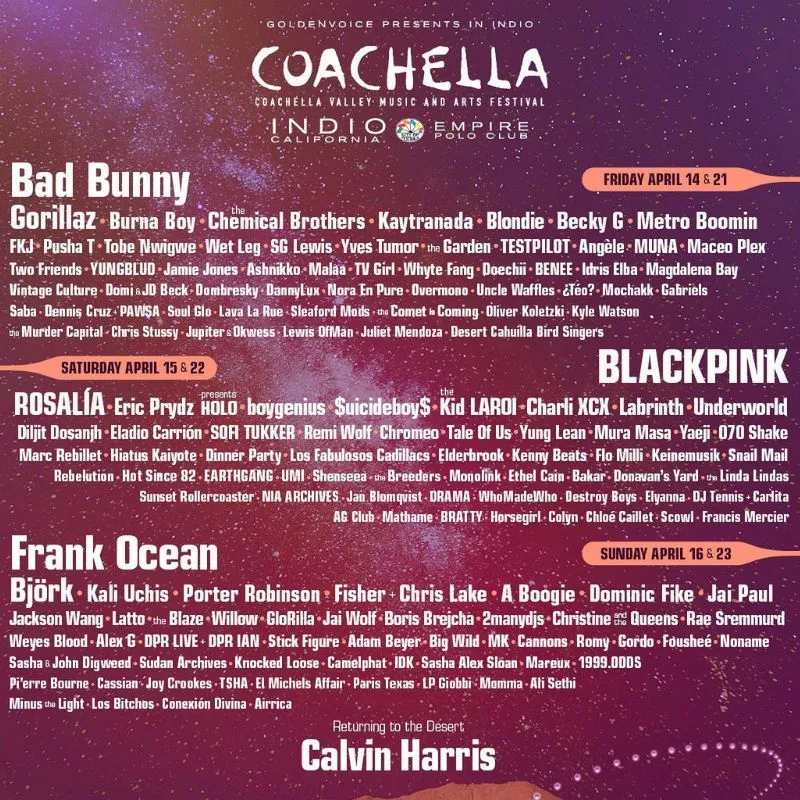 GOLDENVOICE PRESENTS IN INDIO
COACHELLA
COACHELLA VALLEY MUSIC AND ARTS FESTIVAL
INDIO CALIFORNIA EMPIRE POLO CLUB
Bad Bunny
FRIDAY APRIL 14 & 21
Gorillaz • Burna Boy • the Chemical Brothers • Kaytranada • Blondie • Becky G • Metro Boomin
FKJ • Pusha T • Tobe Nwigwe • Wet Leg • SG Lewis • Yves Tumor • the Garden • TESTPILOT • Angèle • MUNA • Maceo Plex
Two Friends • YUNGBLUD • Jamie Jones • Ashnikko • Malaa • TV Girl • Whyte Fang • Doechii • BENEE • Idris Elba • Magdalena Bay
Vintage Culture • Domi & JD Beck • Dombresky • DannyLux • Nora En Pure • Overmono • Uncle Waffles • ¿Téo? • Mochakk • Gabriels
Saba • Dennis Cruz + PAWSA • Soul Glo • Lava La Rue • Sleaford Mods • the Comet is Coming • Oliver Koletzki • Kyle Watson
the Murder Capital • Chris Stussy • Jupiter & Okwess • Lewis OfMan • Juliet Mendoza • Desert Cahuilla Bird Singers
SATURDAY APRIL 15 & 22
BLACKPINK
ROSALÍA • Eric Prydz presents HOLO • boygenius • $uicideboy$ • the Kid LAROI • Charli XCX • Labrinth • Underworld
Diljit Dosanjh • Eladio Carrión • SOFI TUKKER • Remi Wolf • Chromeo • Tale Of Us • Yung Lean • Mura Masa • Yaeji • 070 Shake
Marc Rebillet • Hiatus Kaiyote • Dinner Party • Los Fabulosos Cadillacs • Elderbrook • Kenny Beats • Flo Milli • Keinemusik • Snail Mail
Rebelution • Hot Since 82 • EARTHGANG • UMI • Shenseea • the Breeders • Monolink • Ethel Cain • Bakar • Donavan's Yard • the Linda Lindas
Sunset Rollercoaster • NIA ARCHIVES • Jan Blomqvist • DRAMA • WhoMadeWho • Destroy Boys • Elyanna • DJ Tennis + Carlita
AG Club • Mathame • BRATTY • Horsegirl • Colyn • Chloé Caillet • Scowl • Francis Mercier
Frank Ocean
SUNDAY APRIL 16 & 23
Björk • Kali Uchis • Porter Robinson • Fisher + Chris Lake • A Boogie • Dominic Fike • Jai Paul
Jackson Wang • Latto • the Blaze • Willow • GloRilla • Jai Wolf • Boris Brejcha • 2manydjs • Christine and the Queens • Rae Sremmurd
Weyes Blood • Alex G • DPR LIVE + DPR IAN • Stick Figure • Adam Beyer • Big Wild • MK • Cannons • Romy • Gordo • Fousheé • Noname
Sasha & John Digweed • Sudan Archives • Knocked Loose • Camelphat • IDK • Sasha Alex Sloan • Mareux • 1999.ODDS
Pi'erre Bourne • Cassian • Joy Crookes • TSHA • El Michels Affair • Paris Texas • LP Giobbi • Momma • Ali Sethi
Minus the Light • Los Bitchos • Conexión Divina • Airrica
Returning to the Desert
Calvin Harris